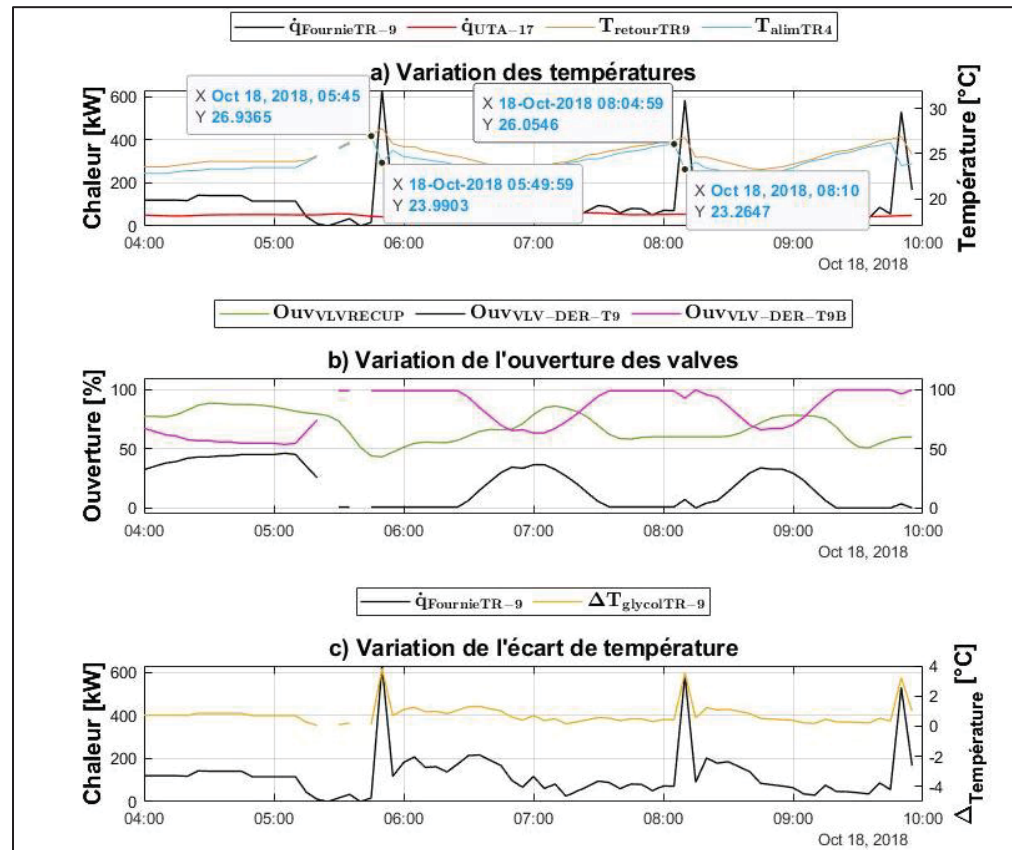 q̇FournieTR−9 q̇UTA−17 TretourTR9 TalimTR4
a) Variation des températures
Chaleur [kW]
600
400
200
0
X Oct 18, 2018, 05:45
Y 26.9365
X 18-Oct-2018 08:04:59
Y 26.0546
X 18-Oct-2018 05:49:59
Y 23.9903
X Oct 18, 2018, 08:10
Y 23.2647
30
25
20
Température [°C]
04:00 05:00 06:00 07:00 08:00 09:00 10:00
Oct 18, 2018
OuvVLVRECUP OuvVLV−DER−T9 OuvVLV−DER−T9B
b) Variation de l'ouverture des valves
Ouverture [%]
100 100
50 50
0 0
04:00 05:00 06:00 07:00 08:00 09:00 10:00
Oct 18, 2018
q̇FournieTR−9 ΔTglycolTR−9
c) Variation de l'écart de température
Chaleur [kW]
600
400
200
0
4
2
0
-2
-4
ΔTempérature [°C]
04:00 05:00 06:00 07:00 08:00 09:00 10:00
Oct 18, 2018